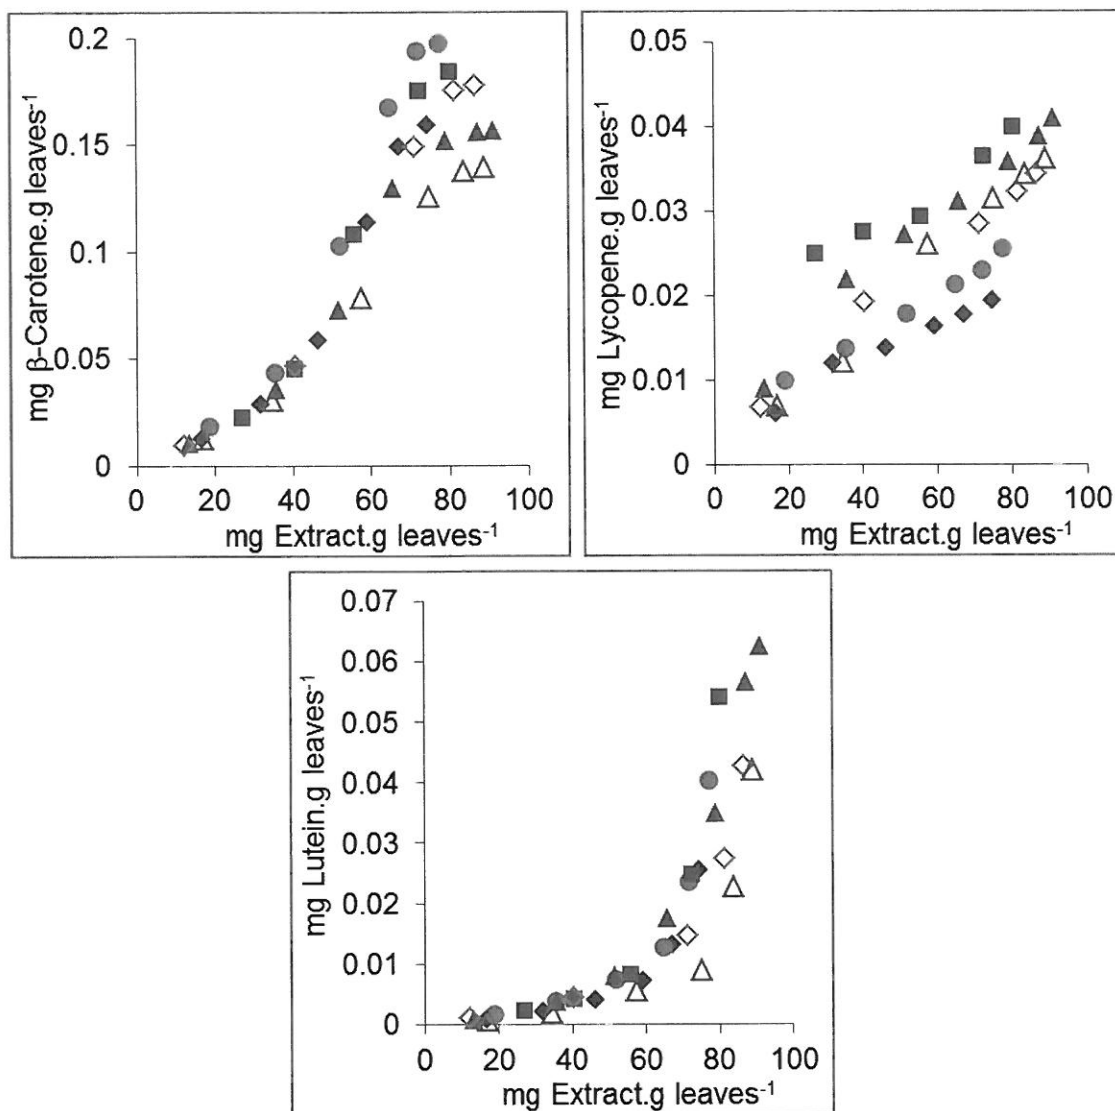 0.2
0.15
0.1
0.05
0
0 20 40 60 80 100
mg β-Carotene.g leaves⁻¹
mg Extract.g leaves⁻¹
0.05
0.04
0.03
0.02
0.01
0
0 20 40 60 80 100
mg Lycopene.g leaves⁻¹
mg Extract.g leaves⁻¹
0.07
0.06
0.05
0.04
0.03
0.02
0.01
0
0 20 40 60 80 100
mg Lutein.g leaves⁻¹
mg Extract.g leaves⁻¹